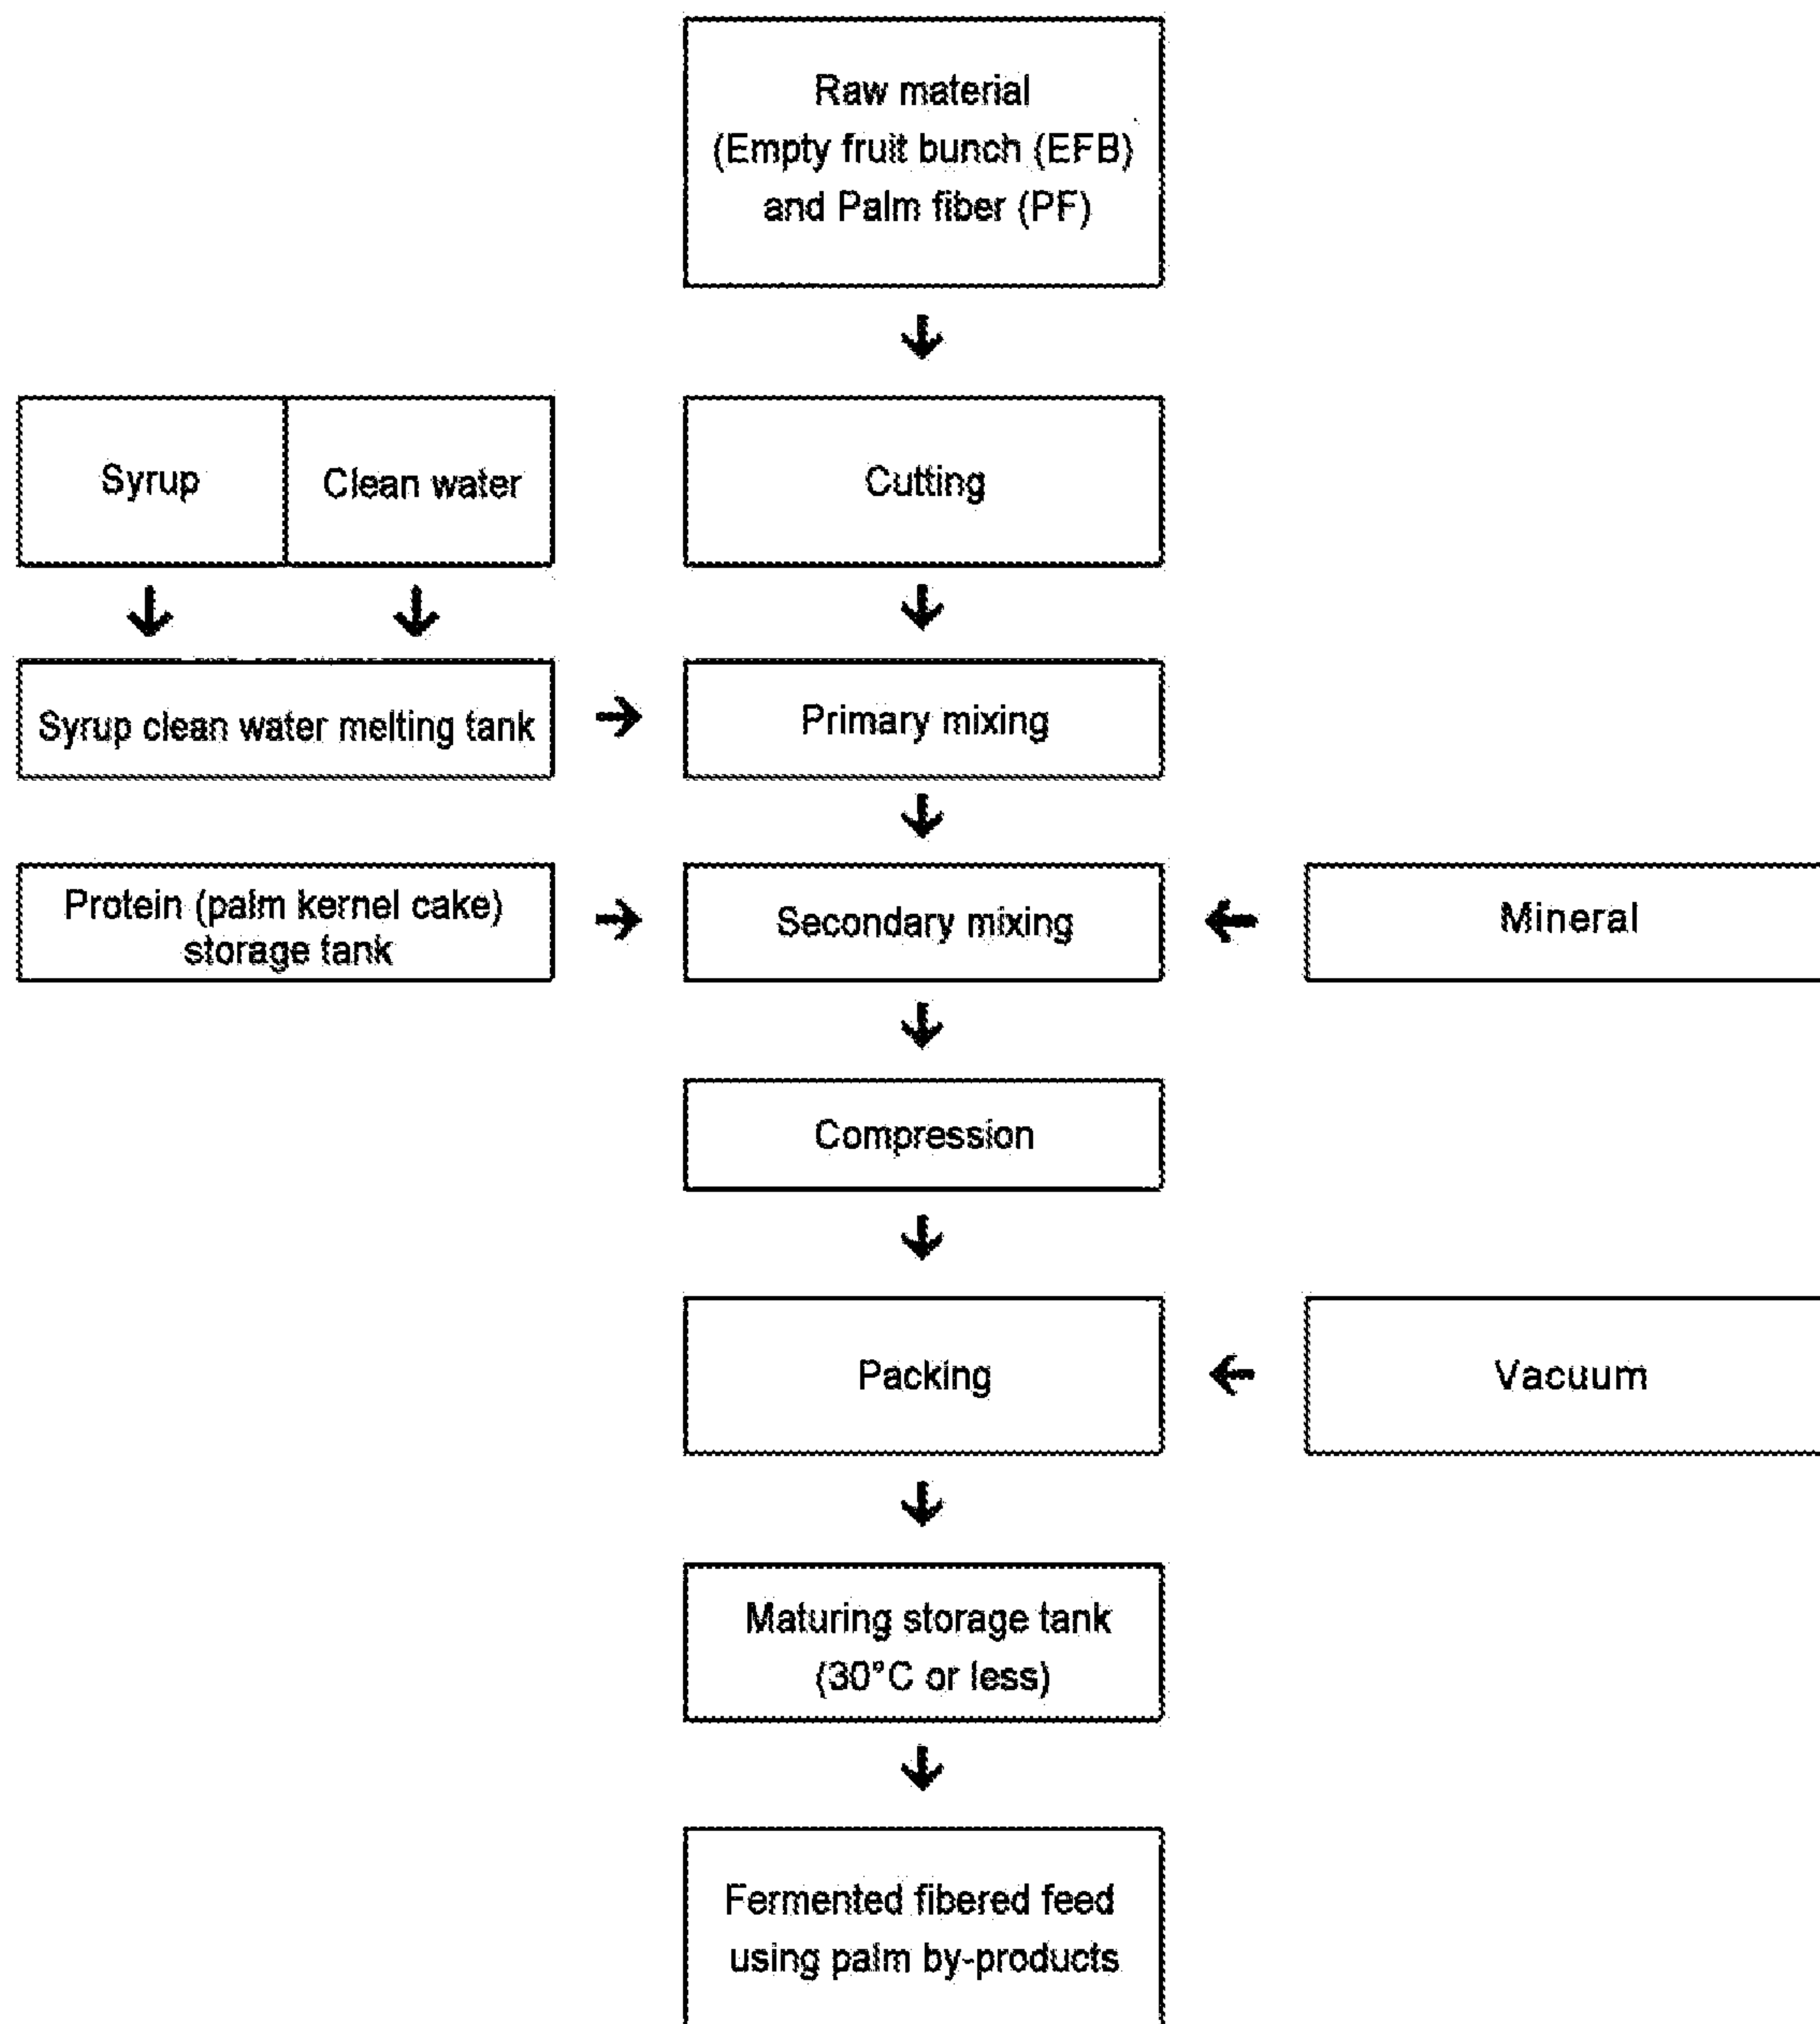 Raw material
(Empty fruit bunch (EFB)
and Palm fiber (PF)
Syrup
Clean water
Cutting
Syrup clean water melting tank
Primary mixing
Protein (palm kernel cake)
storage tank
Secondary mixing
Mineral
Compression
Packing
Vacuum
Maturing storage tank
(30°C or less)
Fermented fibered feed
using palm by-products